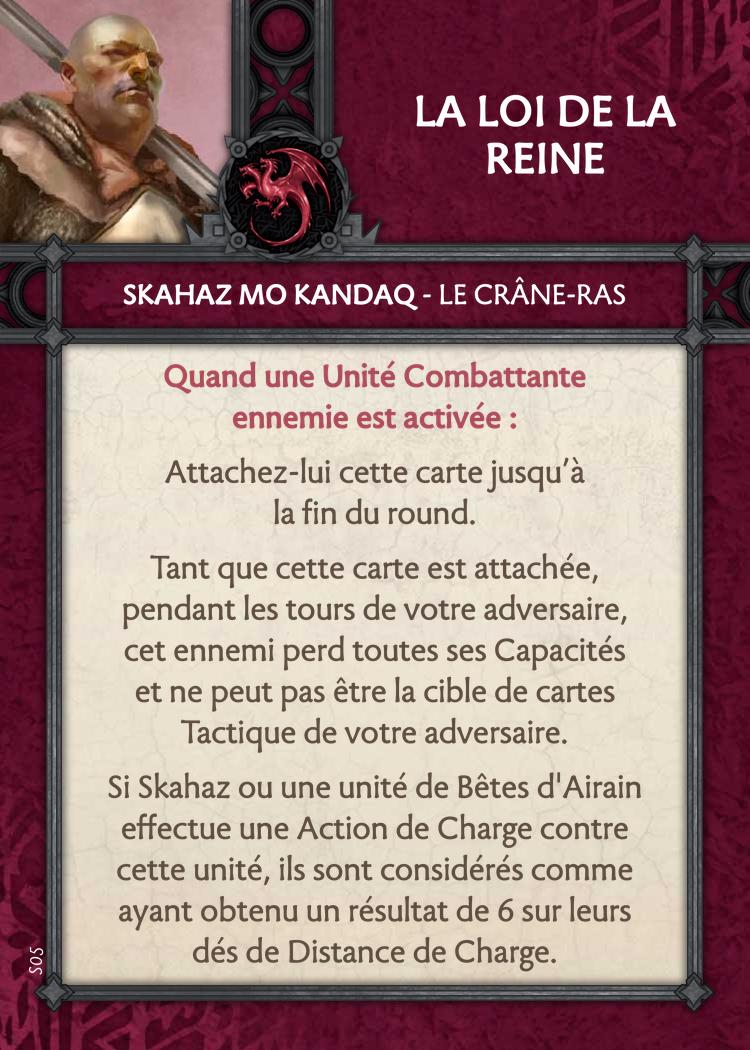 LA LOI DE LA
REINE
SKAHAZ MO KANDAQ - LE CRÂNE-RAS
Quand une Unité Combattante
ennemie est activée :
Attachez-lui cette carte jusqu'à
la fin du round.
Tant que cette carte est attachée,
pendant les tours de votre adversaire,
cet ennemi perd toutes ses Capacités
et ne peut pas être la cible de cartes
Tactique de votre adversaire.
Si Skahaz ou une unité de Bêtes d'Airain
effectue une Action de Charge contre
cette unité, ils sont considérés comme
ayant obtenu un résultat de 6 sur leurs
dés de Distance de Charge.
S05